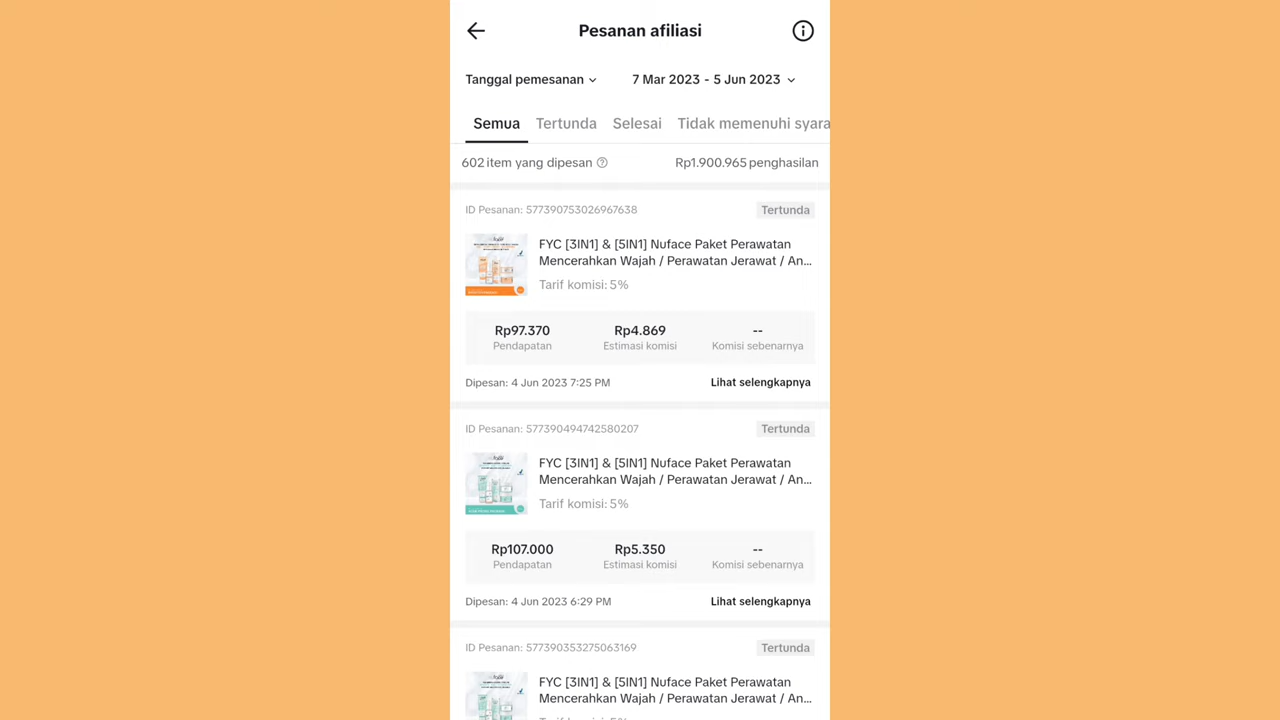 Pesanan afiliasi
Tanggal pemesanan
7 Mar 2023 - 5 Jun 2023
Semua
Tertunda
Selesai
Tidak memenuhi syara
602 item yang dipesan
Rp1.900.965 penghasilan
ID Pesanan: 577390753026967638
Tertunda
FYC [3IN1] & [5IN1] Nuface Paket Perawatan
Mencerahkan Wajah / Perawatan Jerawat / An...
Tarif komisi: 5%
Rp97.370
Rp4.869
--
Pendapatan
Estimasi komisi
Komisi sebenarnya
Dipesan: 4 Jun 2023 7:25 PM
Lihat selengkapnya
ID Pesanan: 577390494742580207
Tertunda
FYC [3IN1] & [5IN1] Nuface Paket Perawatan
Mencerahkan Wajah / Perawatan Jerawat / An...
Tarif komisi: 5%
Rp107.000
Rp5.350
--
Pendapatan
Estimasi komisi
Komisi sebenarnya
Dipesan: 4 Jun 2023 6:29 PM
Lihat selengkapnya
ID Pesanan: 577390353275063169
Tertunda
FYC [3IN1] & [5IN1] Nuface Paket Perawatan
Mencerahkan Wajah / Perawatan Jerawat / An...